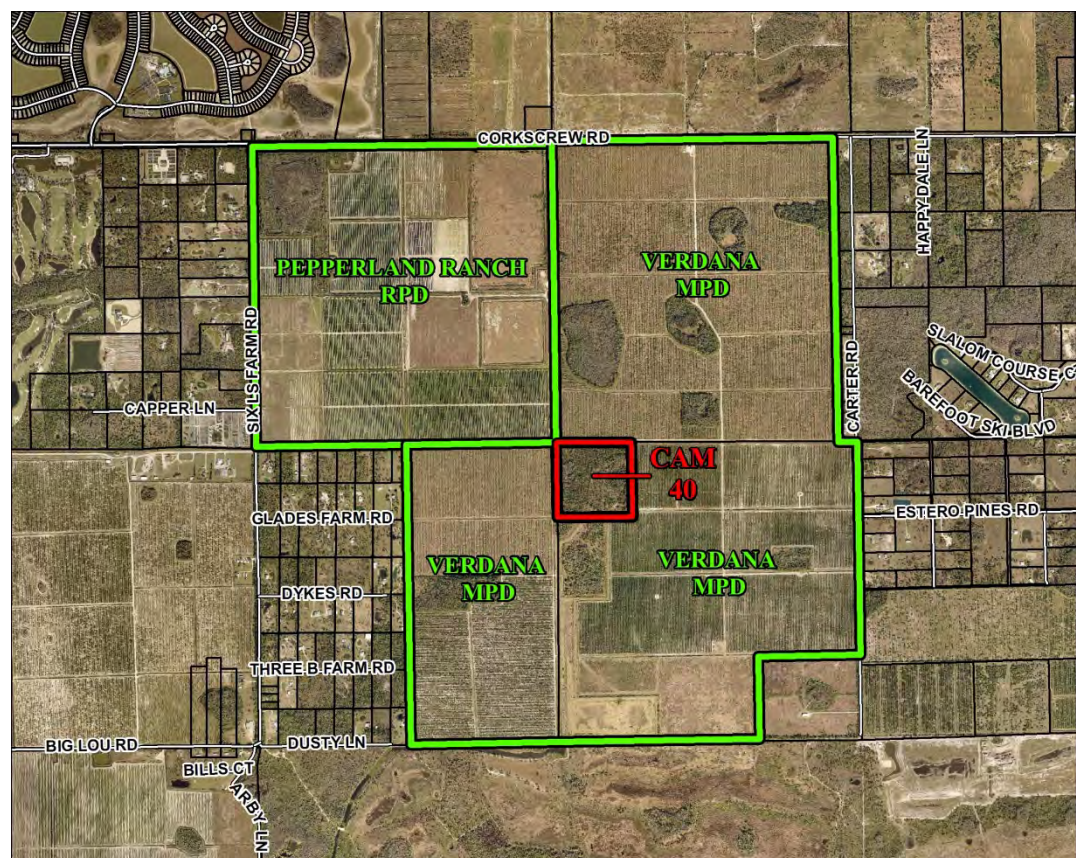 CORKSCREW RD
HAPPY DALE LN
PEPPERLAND RANCH
RPD
VERDANA
MPD
SIX LS FARM RD
CARTER RD
SLALOM COURSE C
BAREFOOT SKI BLVD
CAPPER LN
CAM
40
GLADES FARM RD
ESTERO PINES RD
VERDANA
MPD
VERDANA
MPD
DYKES RD
THREE B FARM RD
BIG LOU RD
DUSTY LN
BILLS CT
ARBY LN